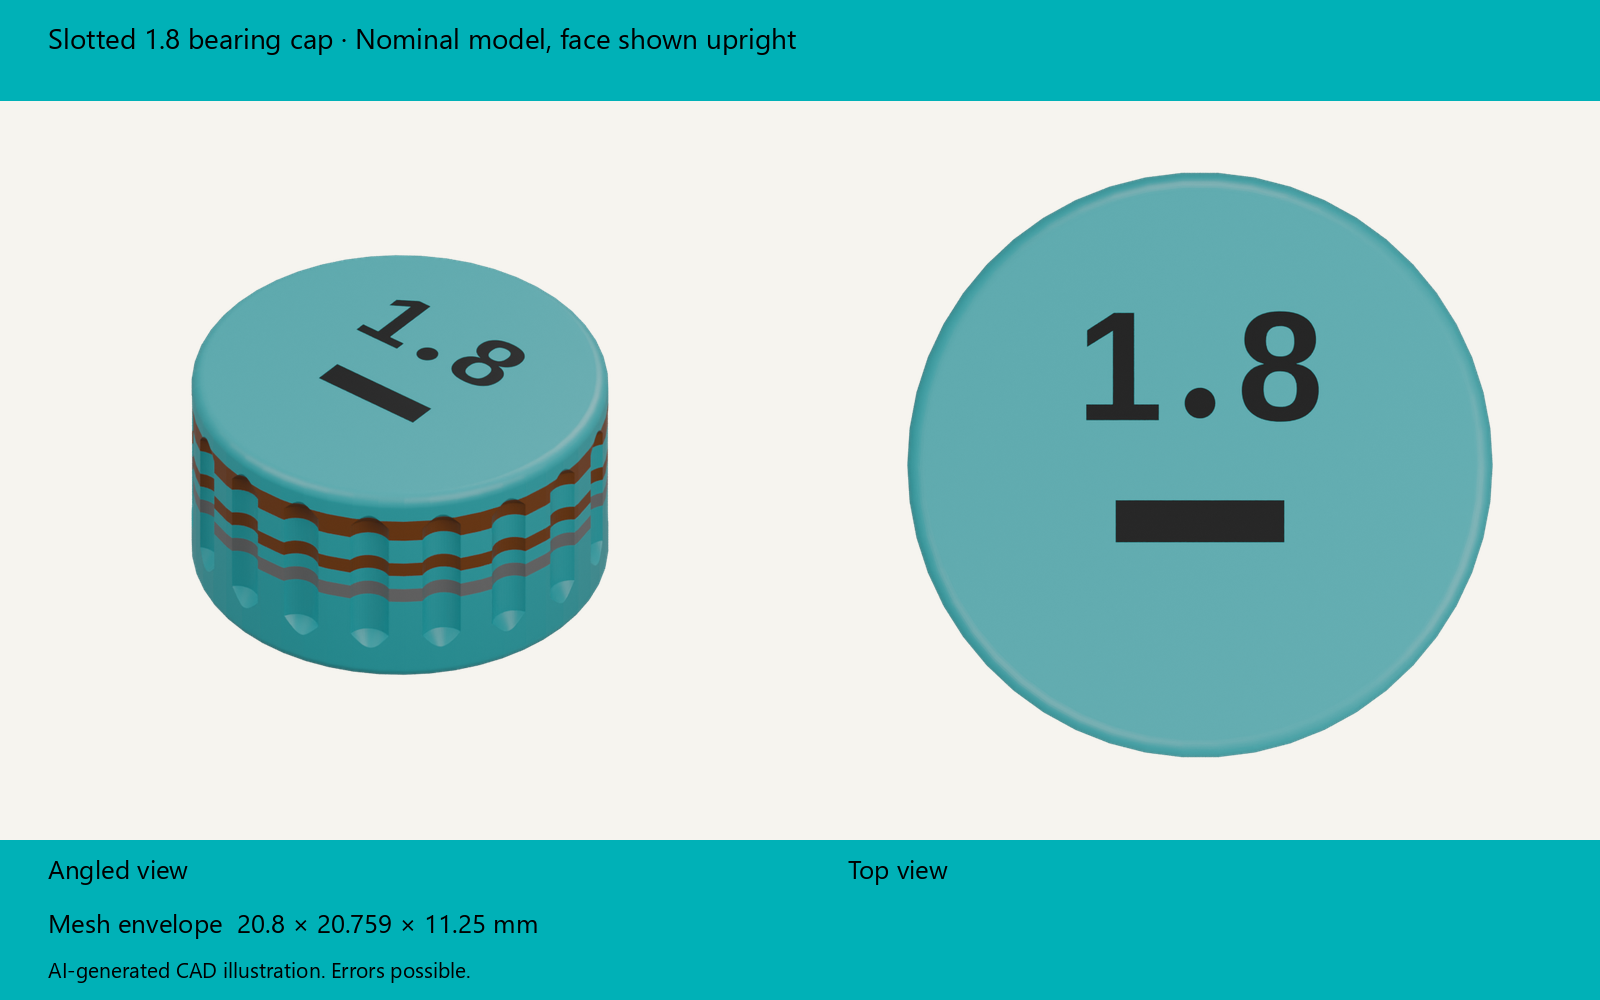 Slotted 1.8 bearing cap · Nominal model, face shown upright
1.8
1.8
Angled view
Top view
Mesh envelope 20.8 × 20.759 × 11.25 mm
AI-generated CAD illustration. Errors possible.